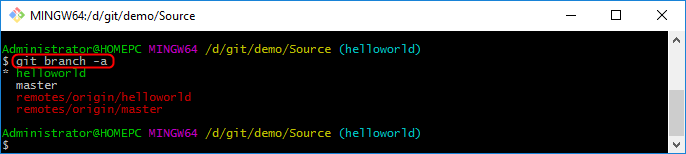 MINGW64:/d/git/demo/Source
Administrator@HOMEPC MINGW64 /d/git/demo/Source (helloworld)
$ git branch -a
* helloworld
master
remotes/origin/helloworld
remotes/origin/master
Administrator@HOMEPC MINGW64 /d/git/demo/Source (helloworld)
$